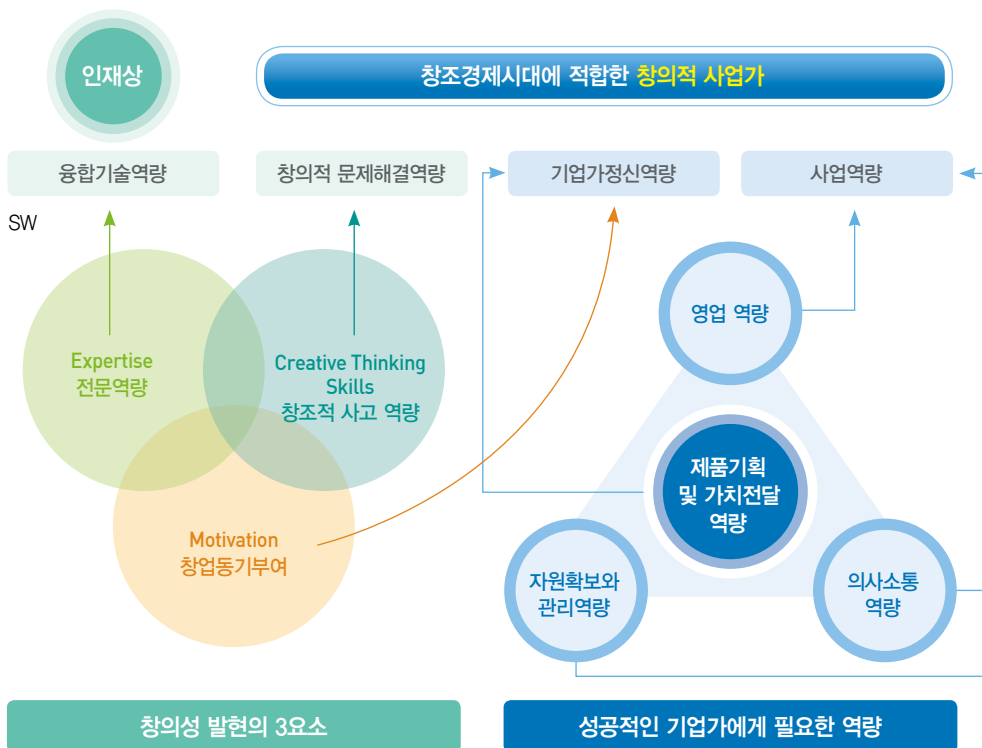 인재상
창조경제시대에 적합한 창의적 사업가
융합기술역량
창의적 문제해결역량
기업가정신역량
사업역량
SW
Expertise
전문역량
Creative Thinking
Skills
창조적 사고 역량
Motivation
창업동기부여
영업 역량
제품기획
및 가치전달
역량
자원확보와
관리역량
의사소통
역량
창의성 발현의 3요소
성공적인 기업가에게 필요한 역량